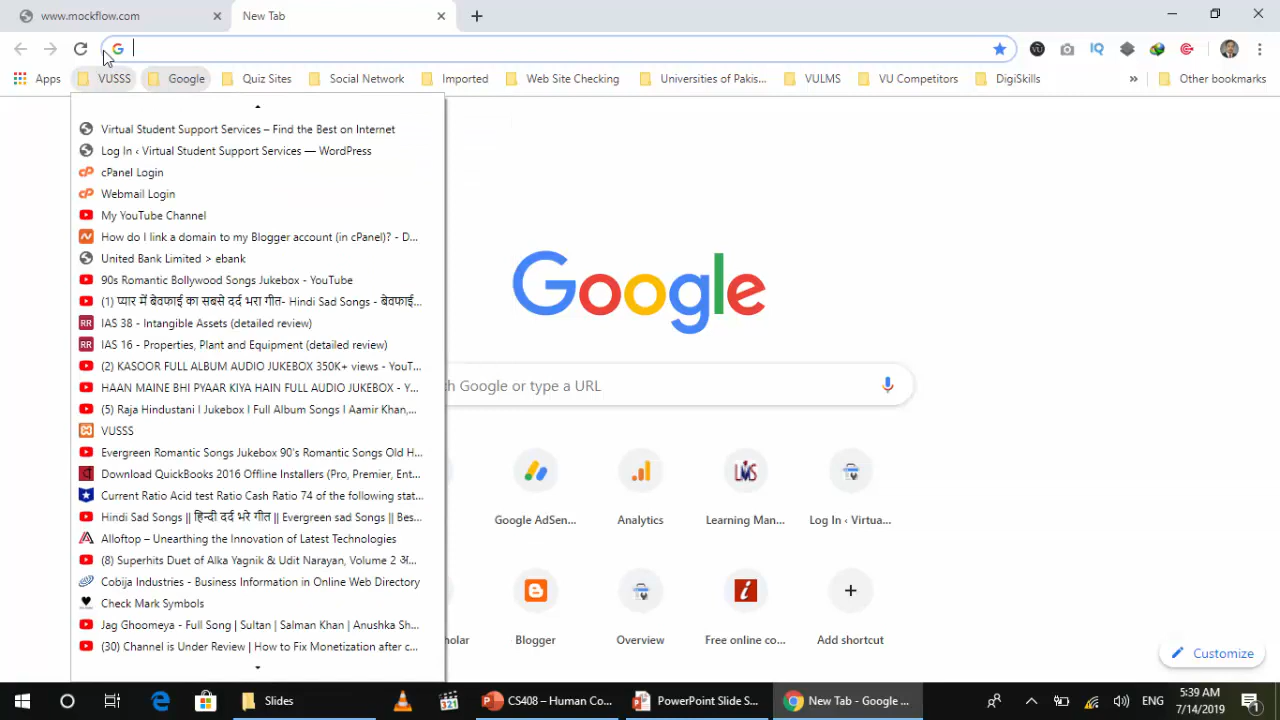 www.mockflow.com
New Tab
Apps VUSSS Google Quiz Sites Social Network Imported Web Site Checking Universities of Pakis... VULMS VU Competitors DigiSkills » Other bookmarks
Virtual Student Support Services – Find the Best on Internet
Log In ‹ Virtual Student Support Services — WordPress
cPanel Login
Webmail Login
My YouTube Channel
How do I link a domain to my Blogger account (in cPanel)? - D...
United Bank Limited > ebank
90s Romantic Bollywood Songs Jukebox - YouTube
(1) प्यार में बेवफाई का सबसे दर्द भरा गीत- Hindi Sad Songs - बेवफाई...
IAS 38 - Intangible Assets (detailed review)
IAS 16 - Properties, Plant and Equipment (detailed review)
(2) KASOOR FULL ALBUM AUDIO JUKEBOX 350K+ views - YouT...
HAAN MAINE BHI PYAAR KIYA HAIN FULL AUDIO JUKEBOX - Y...
(5) Raja Hindustani l Jukebox l Full Album Songs l Aamir Khan,...
VUSSS
Evergreen Romantic Songs Jukebox 90's Romantic Songs Old H...
Download QuickBooks 2016 Offline Installers (Pro, Premier, Ent...
Current Ratio Acid test Ratio Cash Ratio 74 of the following stat...
Hindi Sad Songs || हिन्दी दर्द भरे गीत || Evergreen sad Songs || Bes...
Alloftop – Unearthing the Innovation of Latest Technologies
(8) Superhits Duet of Alka Yagnik & Udit Narayan, Volume 2 अ...
Cobija Industries - Business Information in Online Web Directory
Check Mark Symbols
Jag Ghoomeya - Full Song | Sultan | Salman Khan | Anushka Sh...
(30) Channel is Under Review | How to Fix Monetization after c...
Google
ch Google or type a URL
Google AdSen... Analytics Learning Man... Log In ‹ Virtua...
holar Blogger Overview Free online co... Add shortcut
Customize
Slides
CS408 – Human Co...
PowerPoint Slide S...
New Tab - Google ...
ENG
5:39 AM
7/14/2019